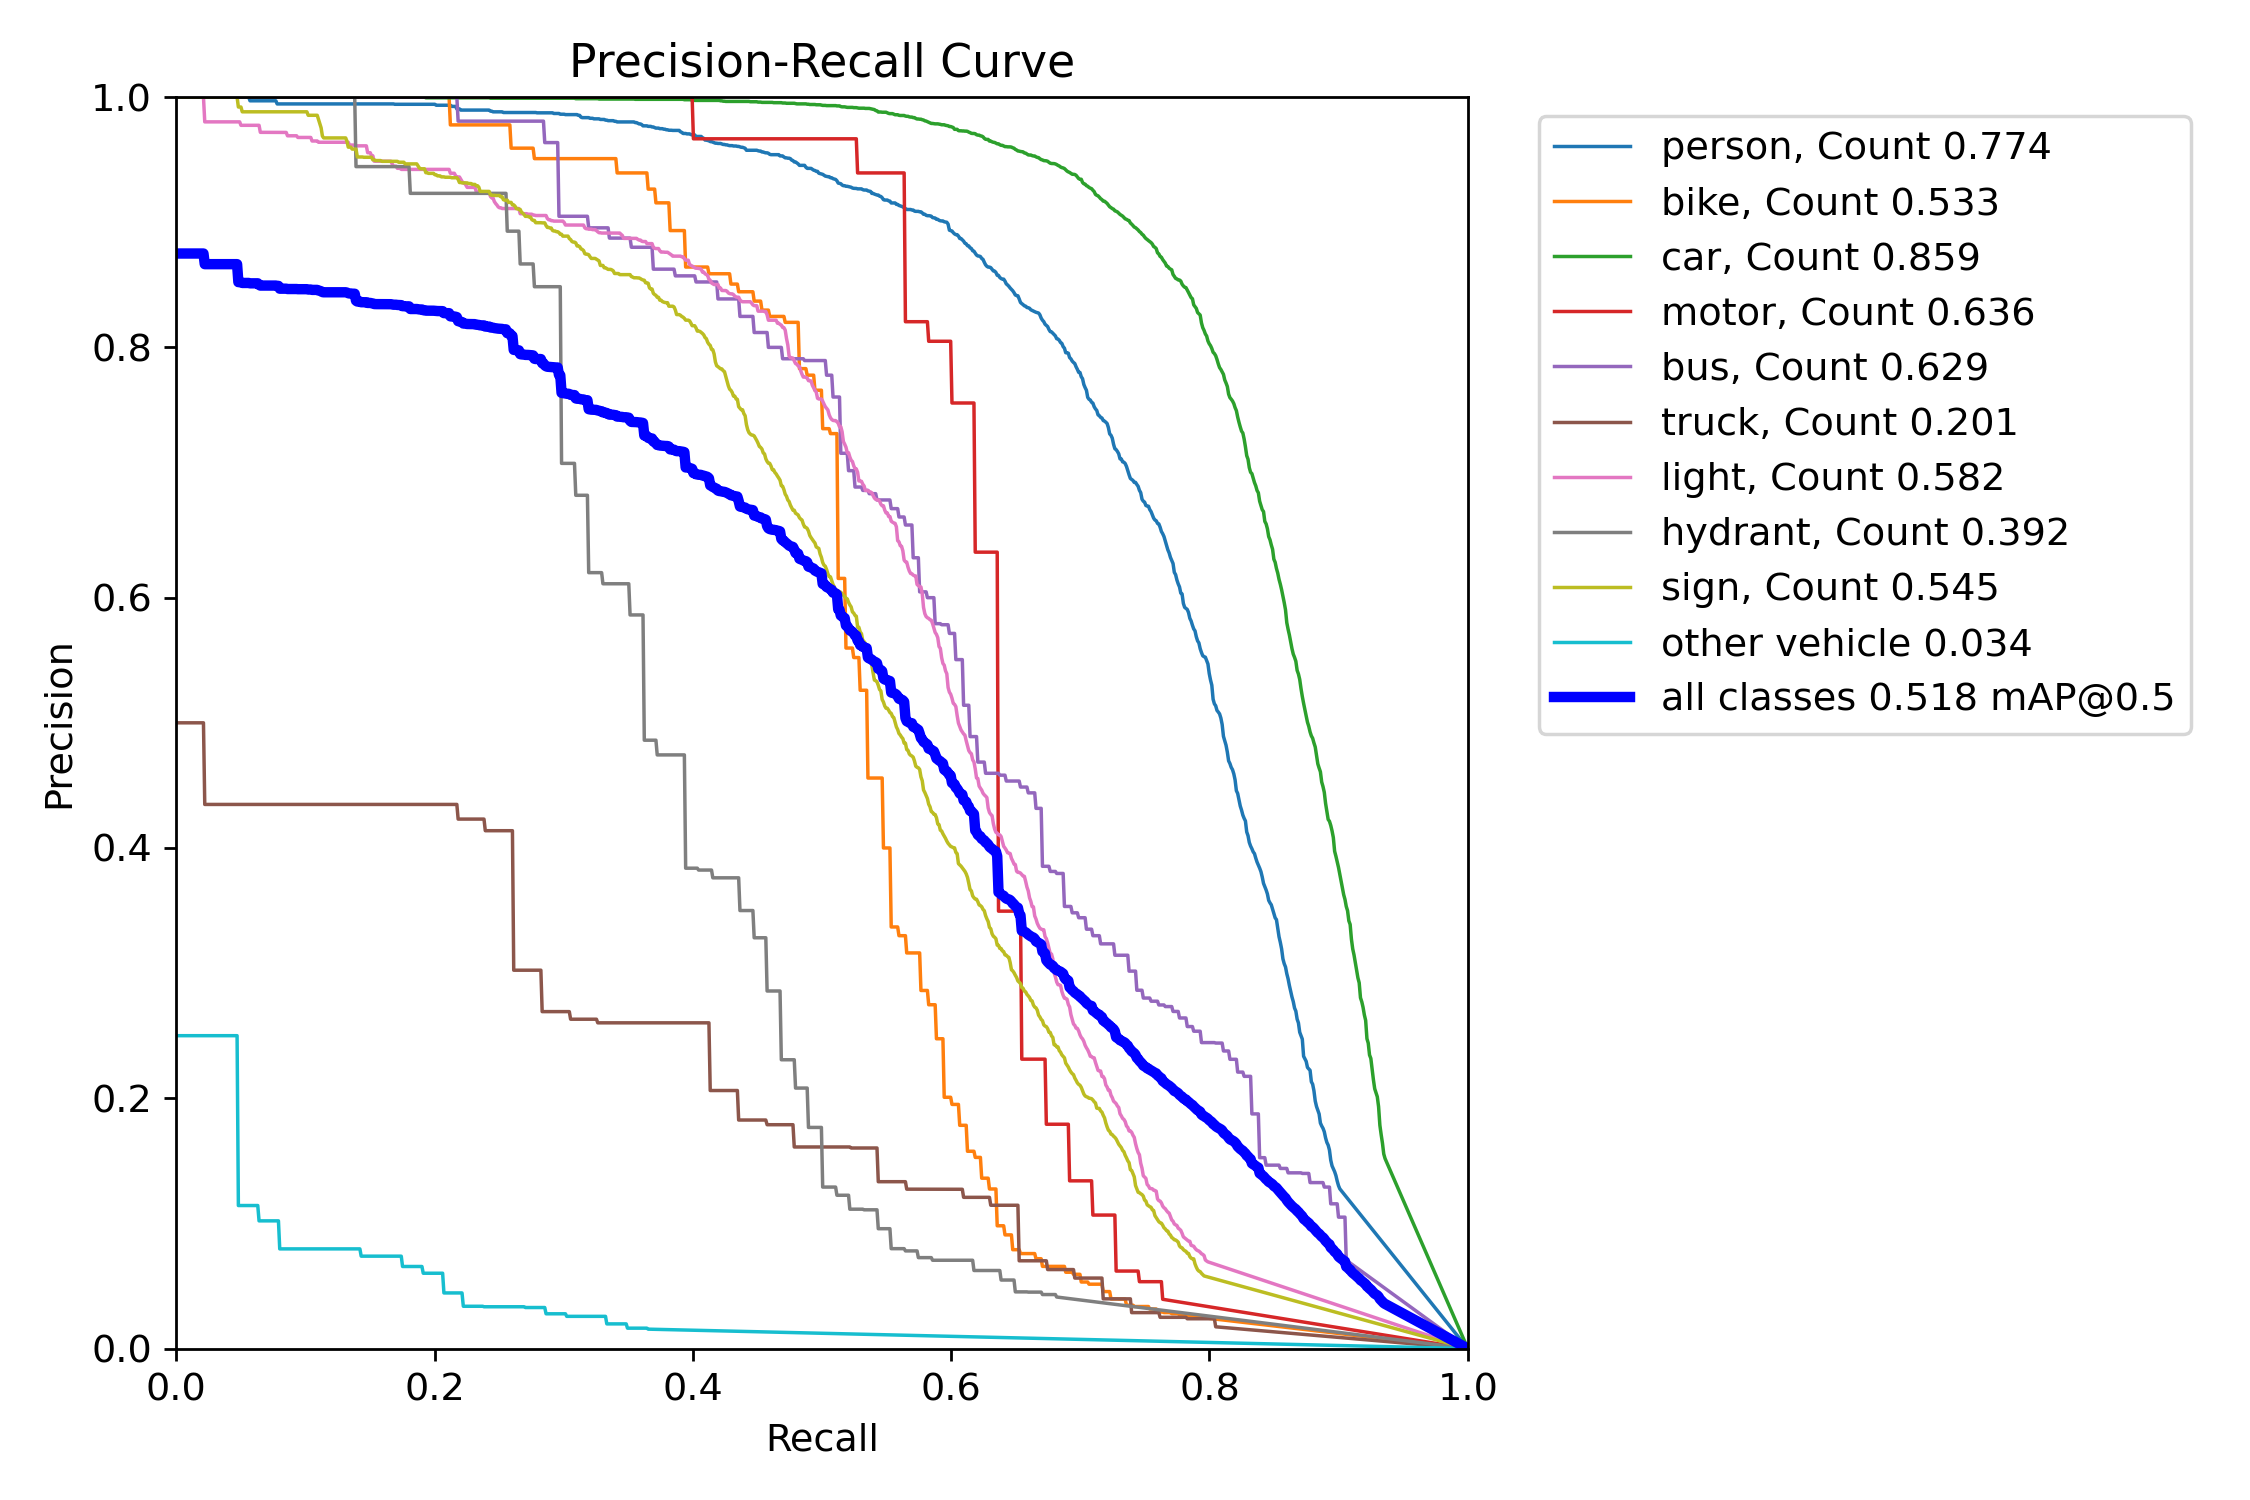 Precision-Recall Curve
1.0
0.8
0.6
0.4
0.2
0.0
Precision
0.0 0.2 0.4 0.6 0.8 1.0
Recall
person, Count 0.774
bike, Count 0.533
car, Count 0.859
motor, Count 0.636
bus, Count 0.629
truck, Count 0.201
light, Count 0.582
hydrant, Count 0.392
sign, Count 0.545
other vehicle 0.034
all classes 0.518 mAP@0.5